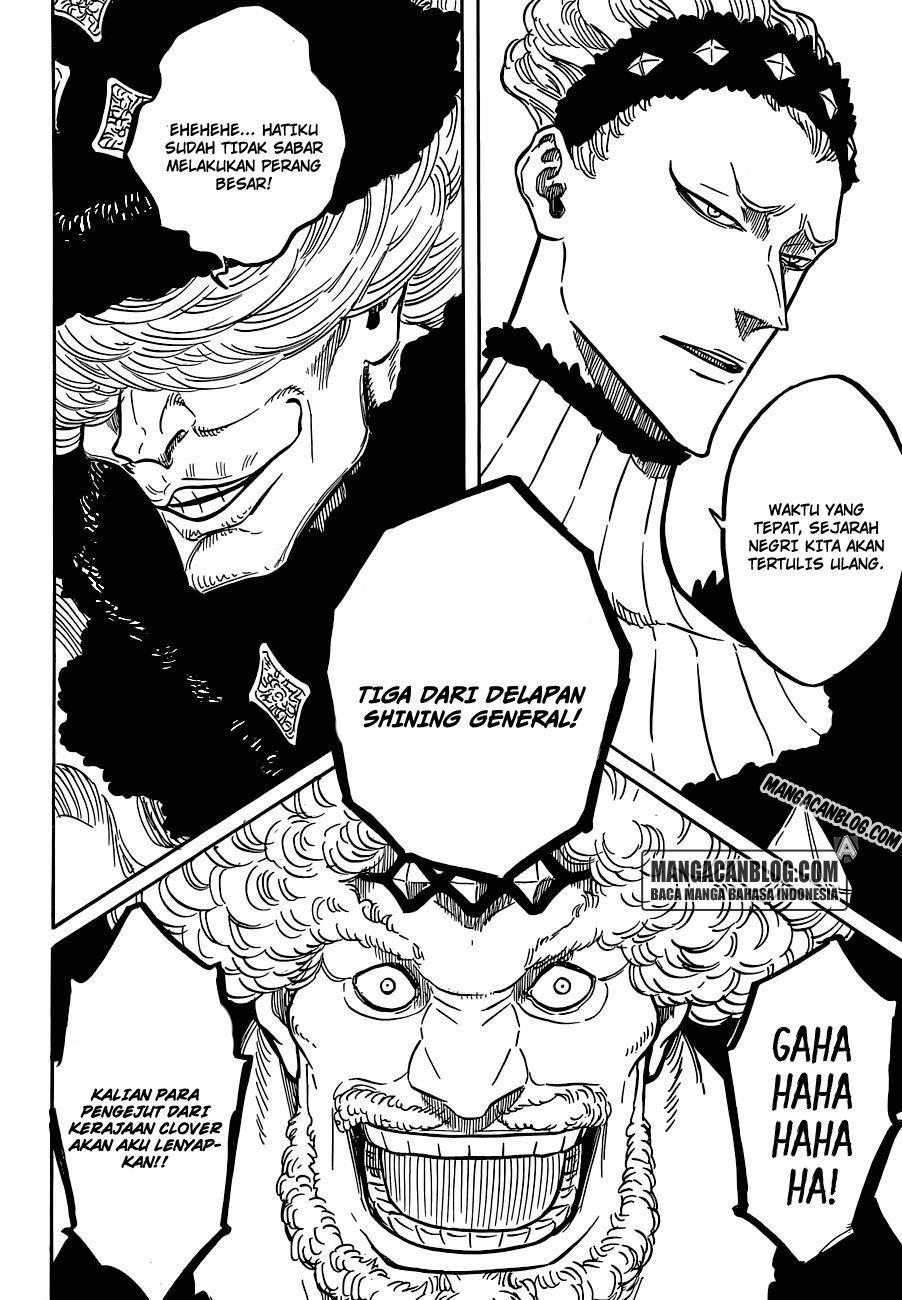 WAKTU YANG
TEPAT, SEJARAH
NEGRI KITA AKAN
TERTULIS ULANG.
EHEHEHE... HATIKU
SUDAH TIDAK SABAR
MELAKUKAN PERANG
BESAR!
TIGA DARI DELAPAN
SHINING GENERAL!
MANGACANBLOG.COM
MANGACANBLOG.COM
BACA MANGA BAHASA INDONESIA
GAHA
HAHA
HAHA
HA!
KALIAN PARA
PENGEJUT DARI
KERAJAAN CLOVER
AKAN AKU LENYAP-
KAN!!